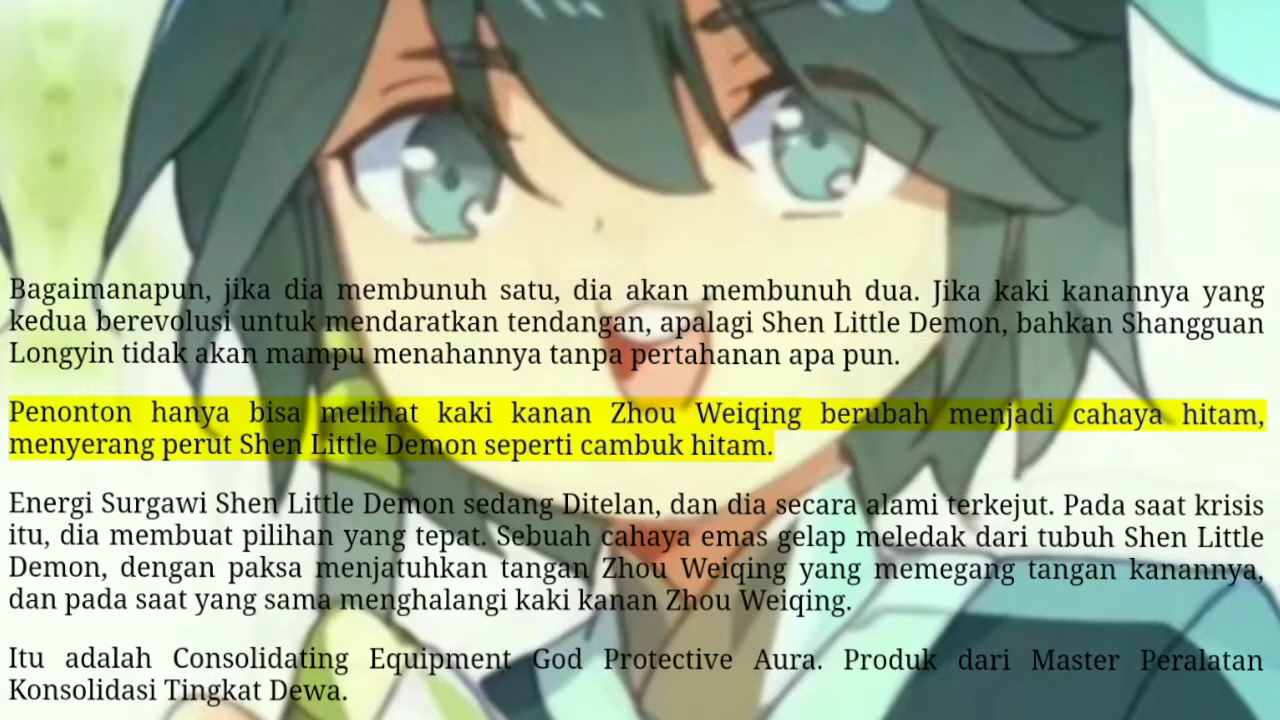 Bagaimanapun, jika dia membunuh satu, dia akan membunuh dua. Jika kaki kanannya yang
kedua berevolusi untuk mendaratkan tendangan, apalagi Shen Little Demon, bahkan Shangguan
Longyin tidak akan mampu menahannya tanpa pertahanan apa pun.
Penonton hanya bisa melihat kaki kanan Zhou Weiqing berubah menjadi cahaya hitam,
menyerang perut Shen Little Demon seperti cambuk hitam.
Energi Surgawi Shen Little Demon sedang Ditelan, dan dia secara alami terkejut. Pada saat krisis
itu, dia membuat pilihan yang tepat. Sebuah cahaya emas gelap meledak dari tubuh Shen Little
Demon, dengan paksa menjatuhkan tangan Zhou Weiqing yang memegang tangan kanannya,
dan pada saat yang sama menghalangi kaki kanan Zhou Weiqing.
Itu adalah Consolidating Equipment God Protective Aura. Produk dari Master Peralatan
Konsolidasi Tingkat Dewa.